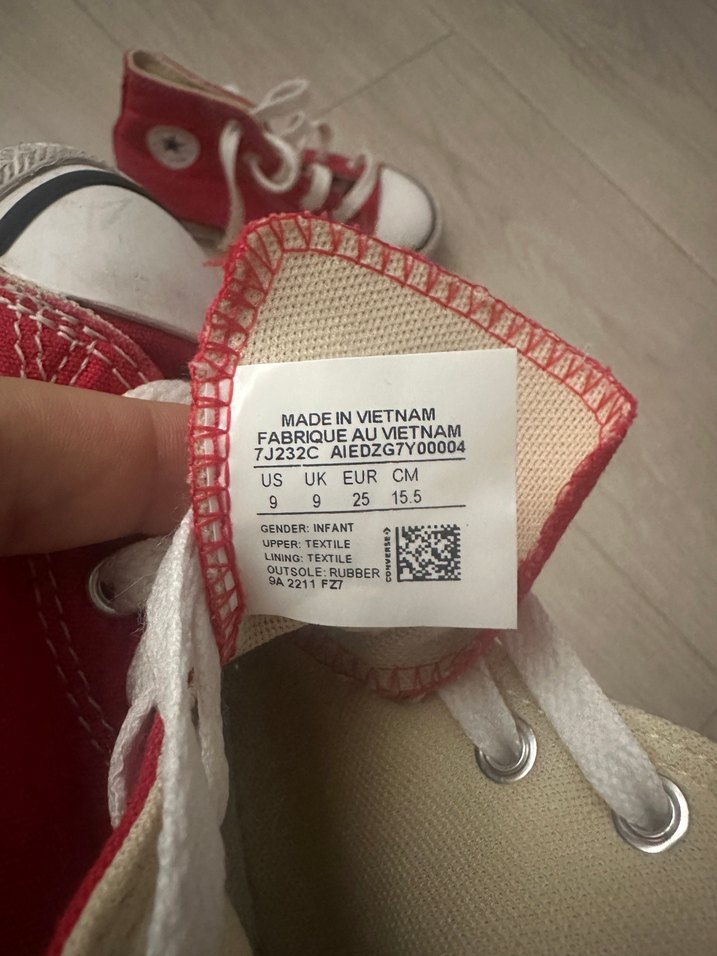 MADE IN VIETNAM
FABRIQUE AU VIETNAM
7J232C AIEDZG7Y00004
US UK EUR CM
9 9 25 15.5
GENDER: INFANT
UPPER: TEXTILE
LINING: TEXTILE
OUTSOLE: RUBBER
9A 2211 FZ7
CONVERSE